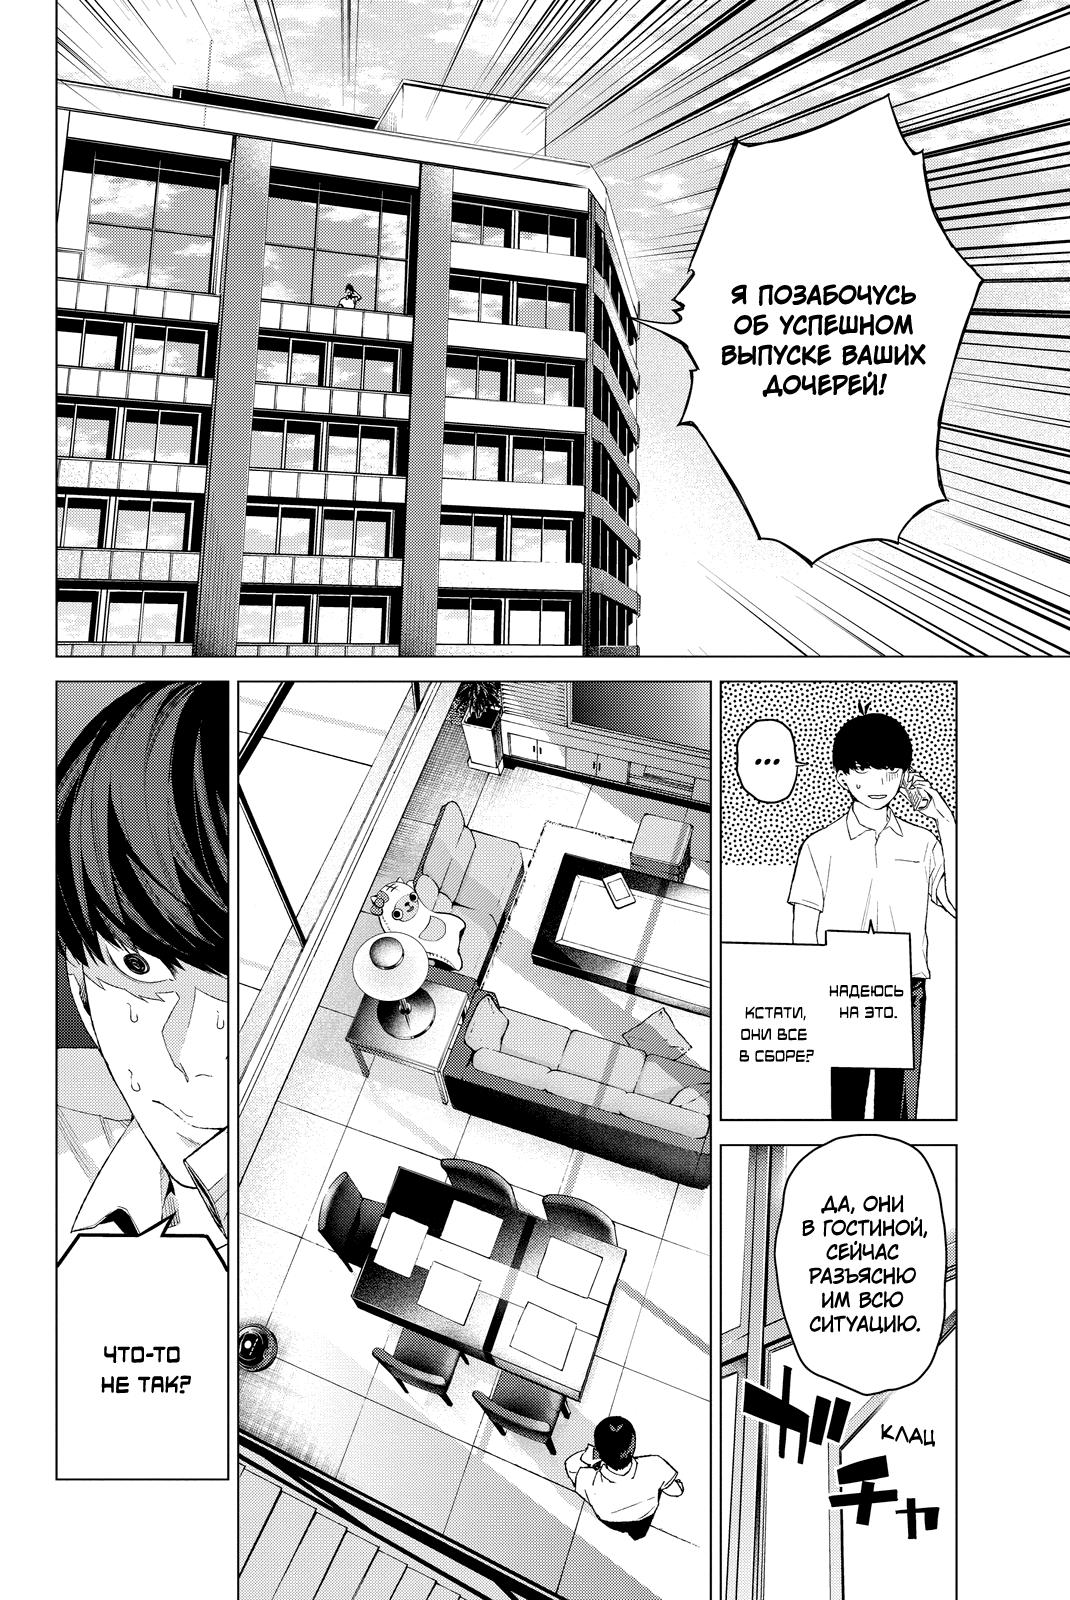 Я ПОЗАБОЧУСЬ
ОБ УСПЕШНОМ
ВЫПУСКЕ ВАШИХ
ДОЧЕРЕЙ!
...
НАДЕЮСЬ
НА ЭТО.
КСТАТИ,
ОНИ ВСЕ
В СБОРЕ?
ДА, ОНИ
В ГОСТИНОЙ,
СЕЙЧАС
РАЗЪЯСНЮ
ИМ ВСЮ
СИТУАЦИЮ.
КЛАЦ
ガチャ
ЧТО-ТО
НЕ ТАК?